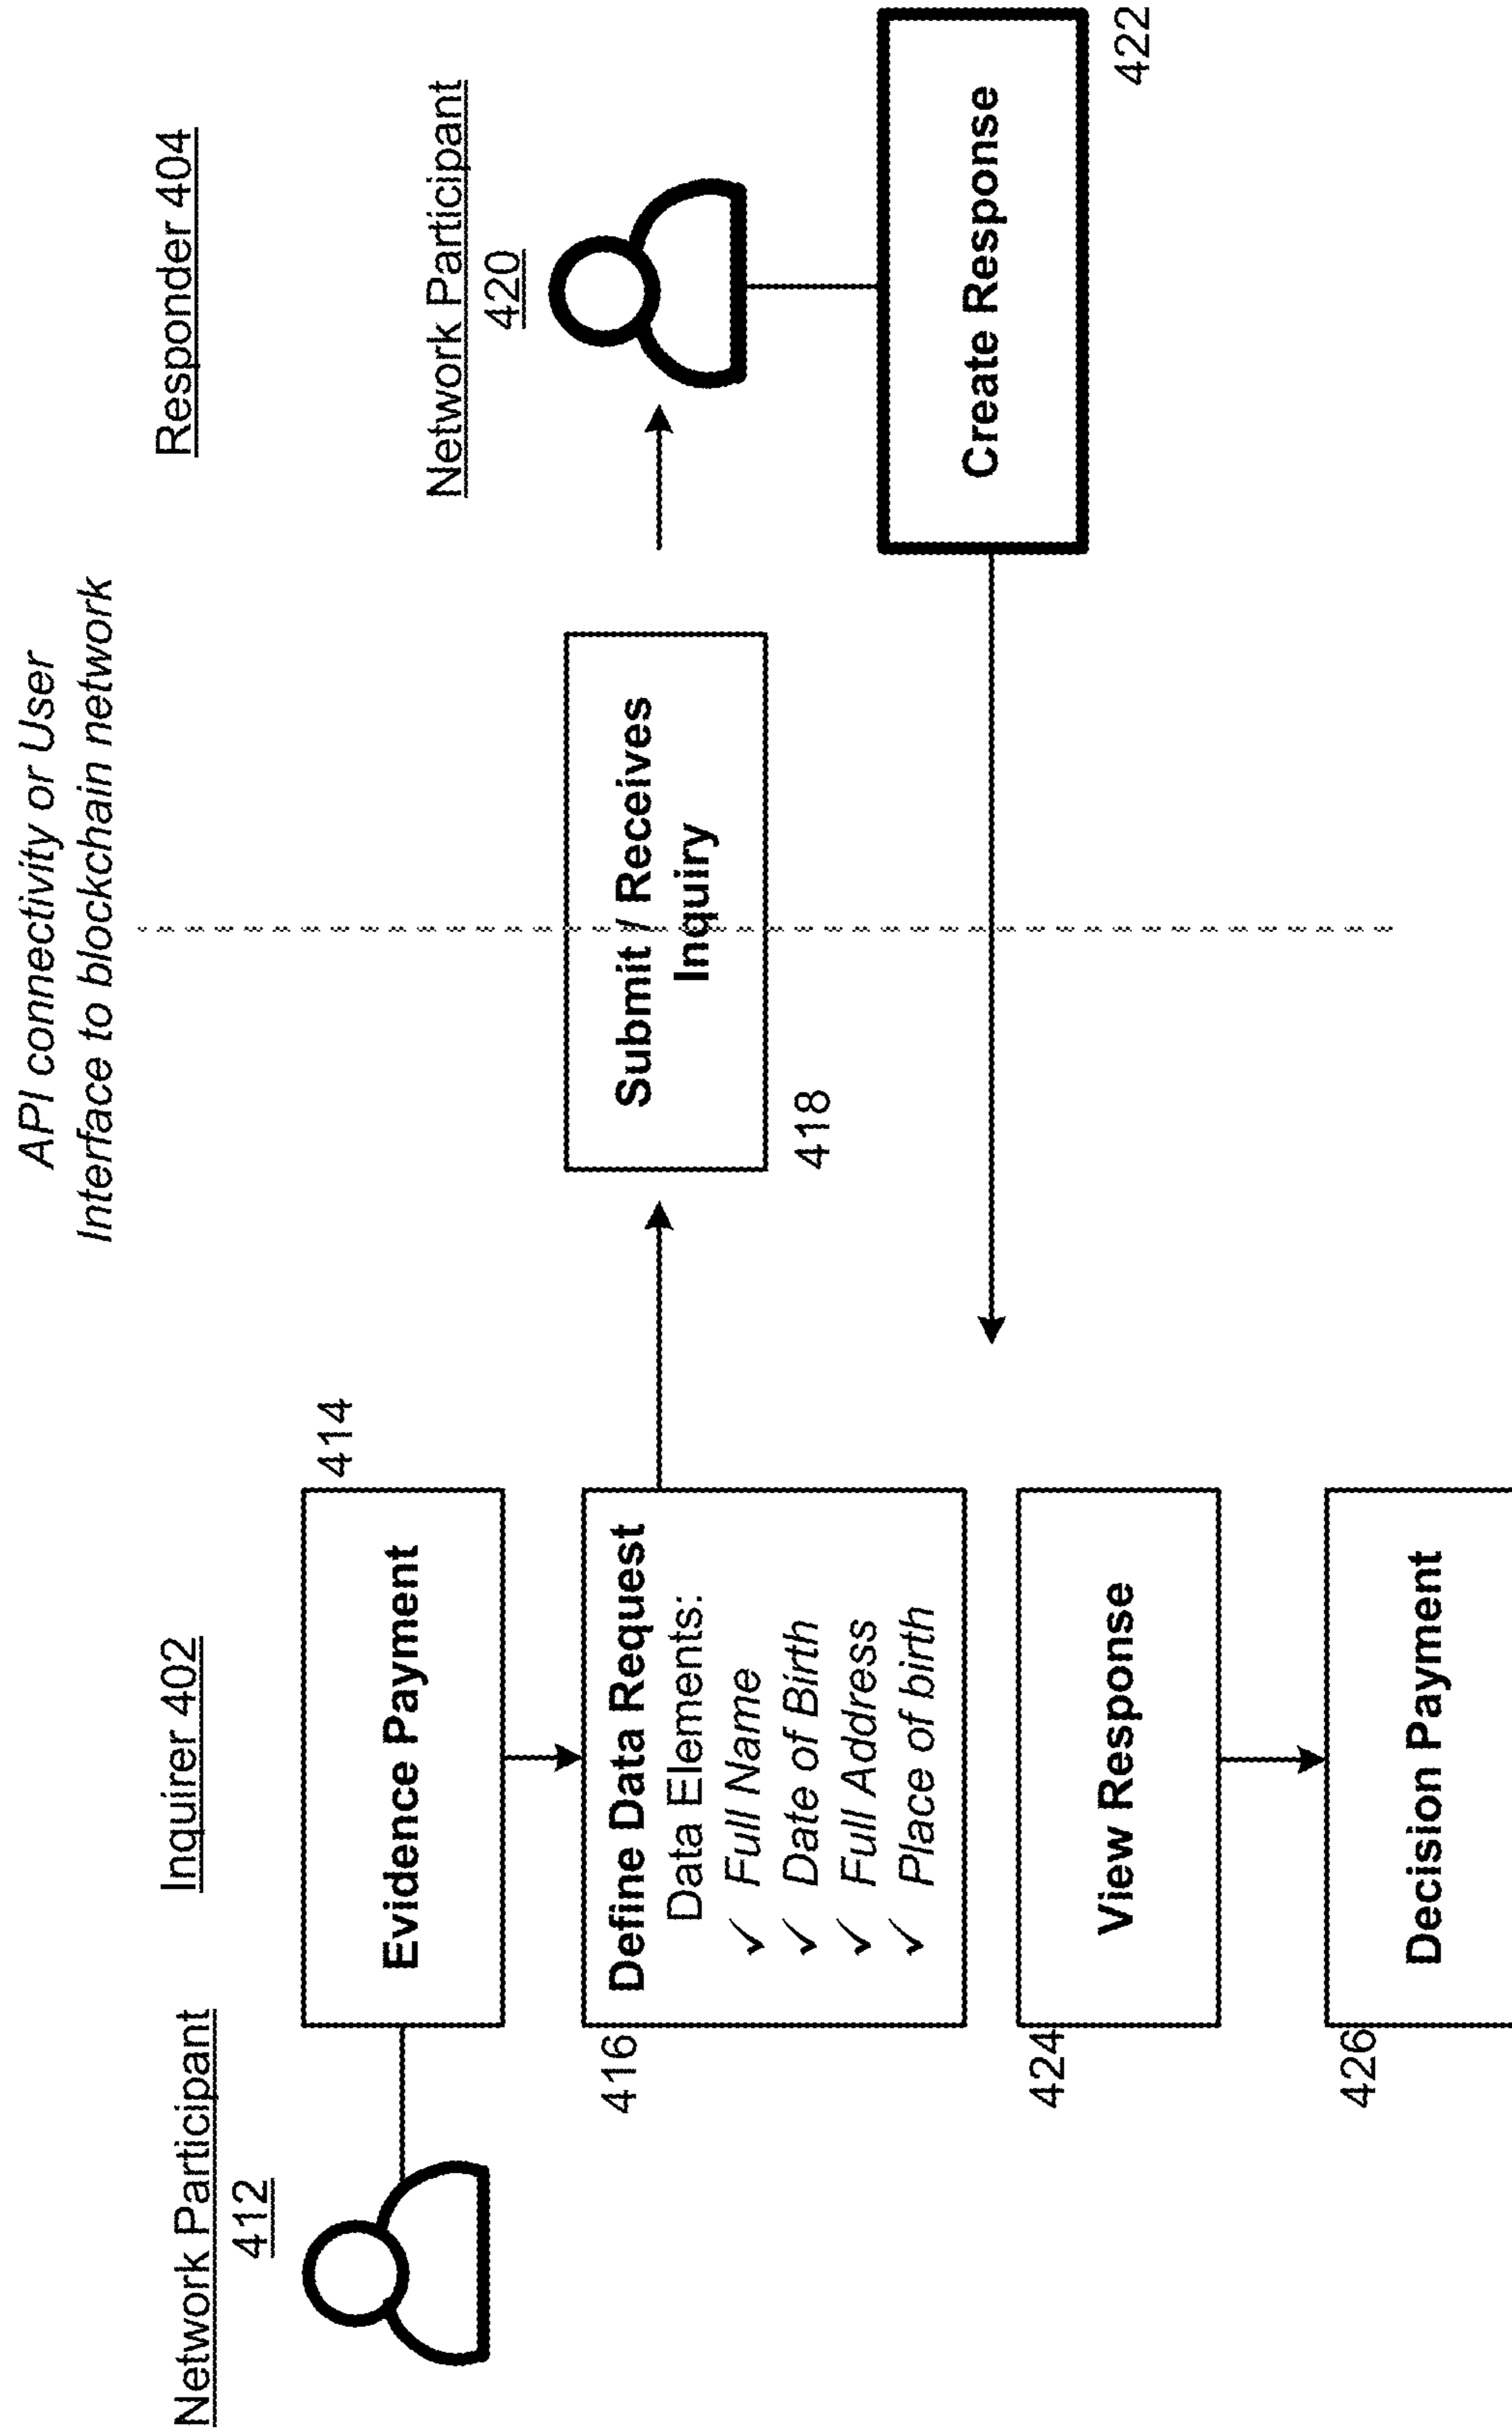 API connectivity or User
Interface to blockchain network
Inquirer 402
Responder 404
Network Participant
412
Evidence Payment
414
Network Participant
420
416
Define Data Request
Data Elements:
✓ Full Name
✓ Date of Birth
✓ Full Address
✓ Place of birth
Submit / Receives
Inquiry
418
Create Response
422
424
View Response
426
Decision Payment